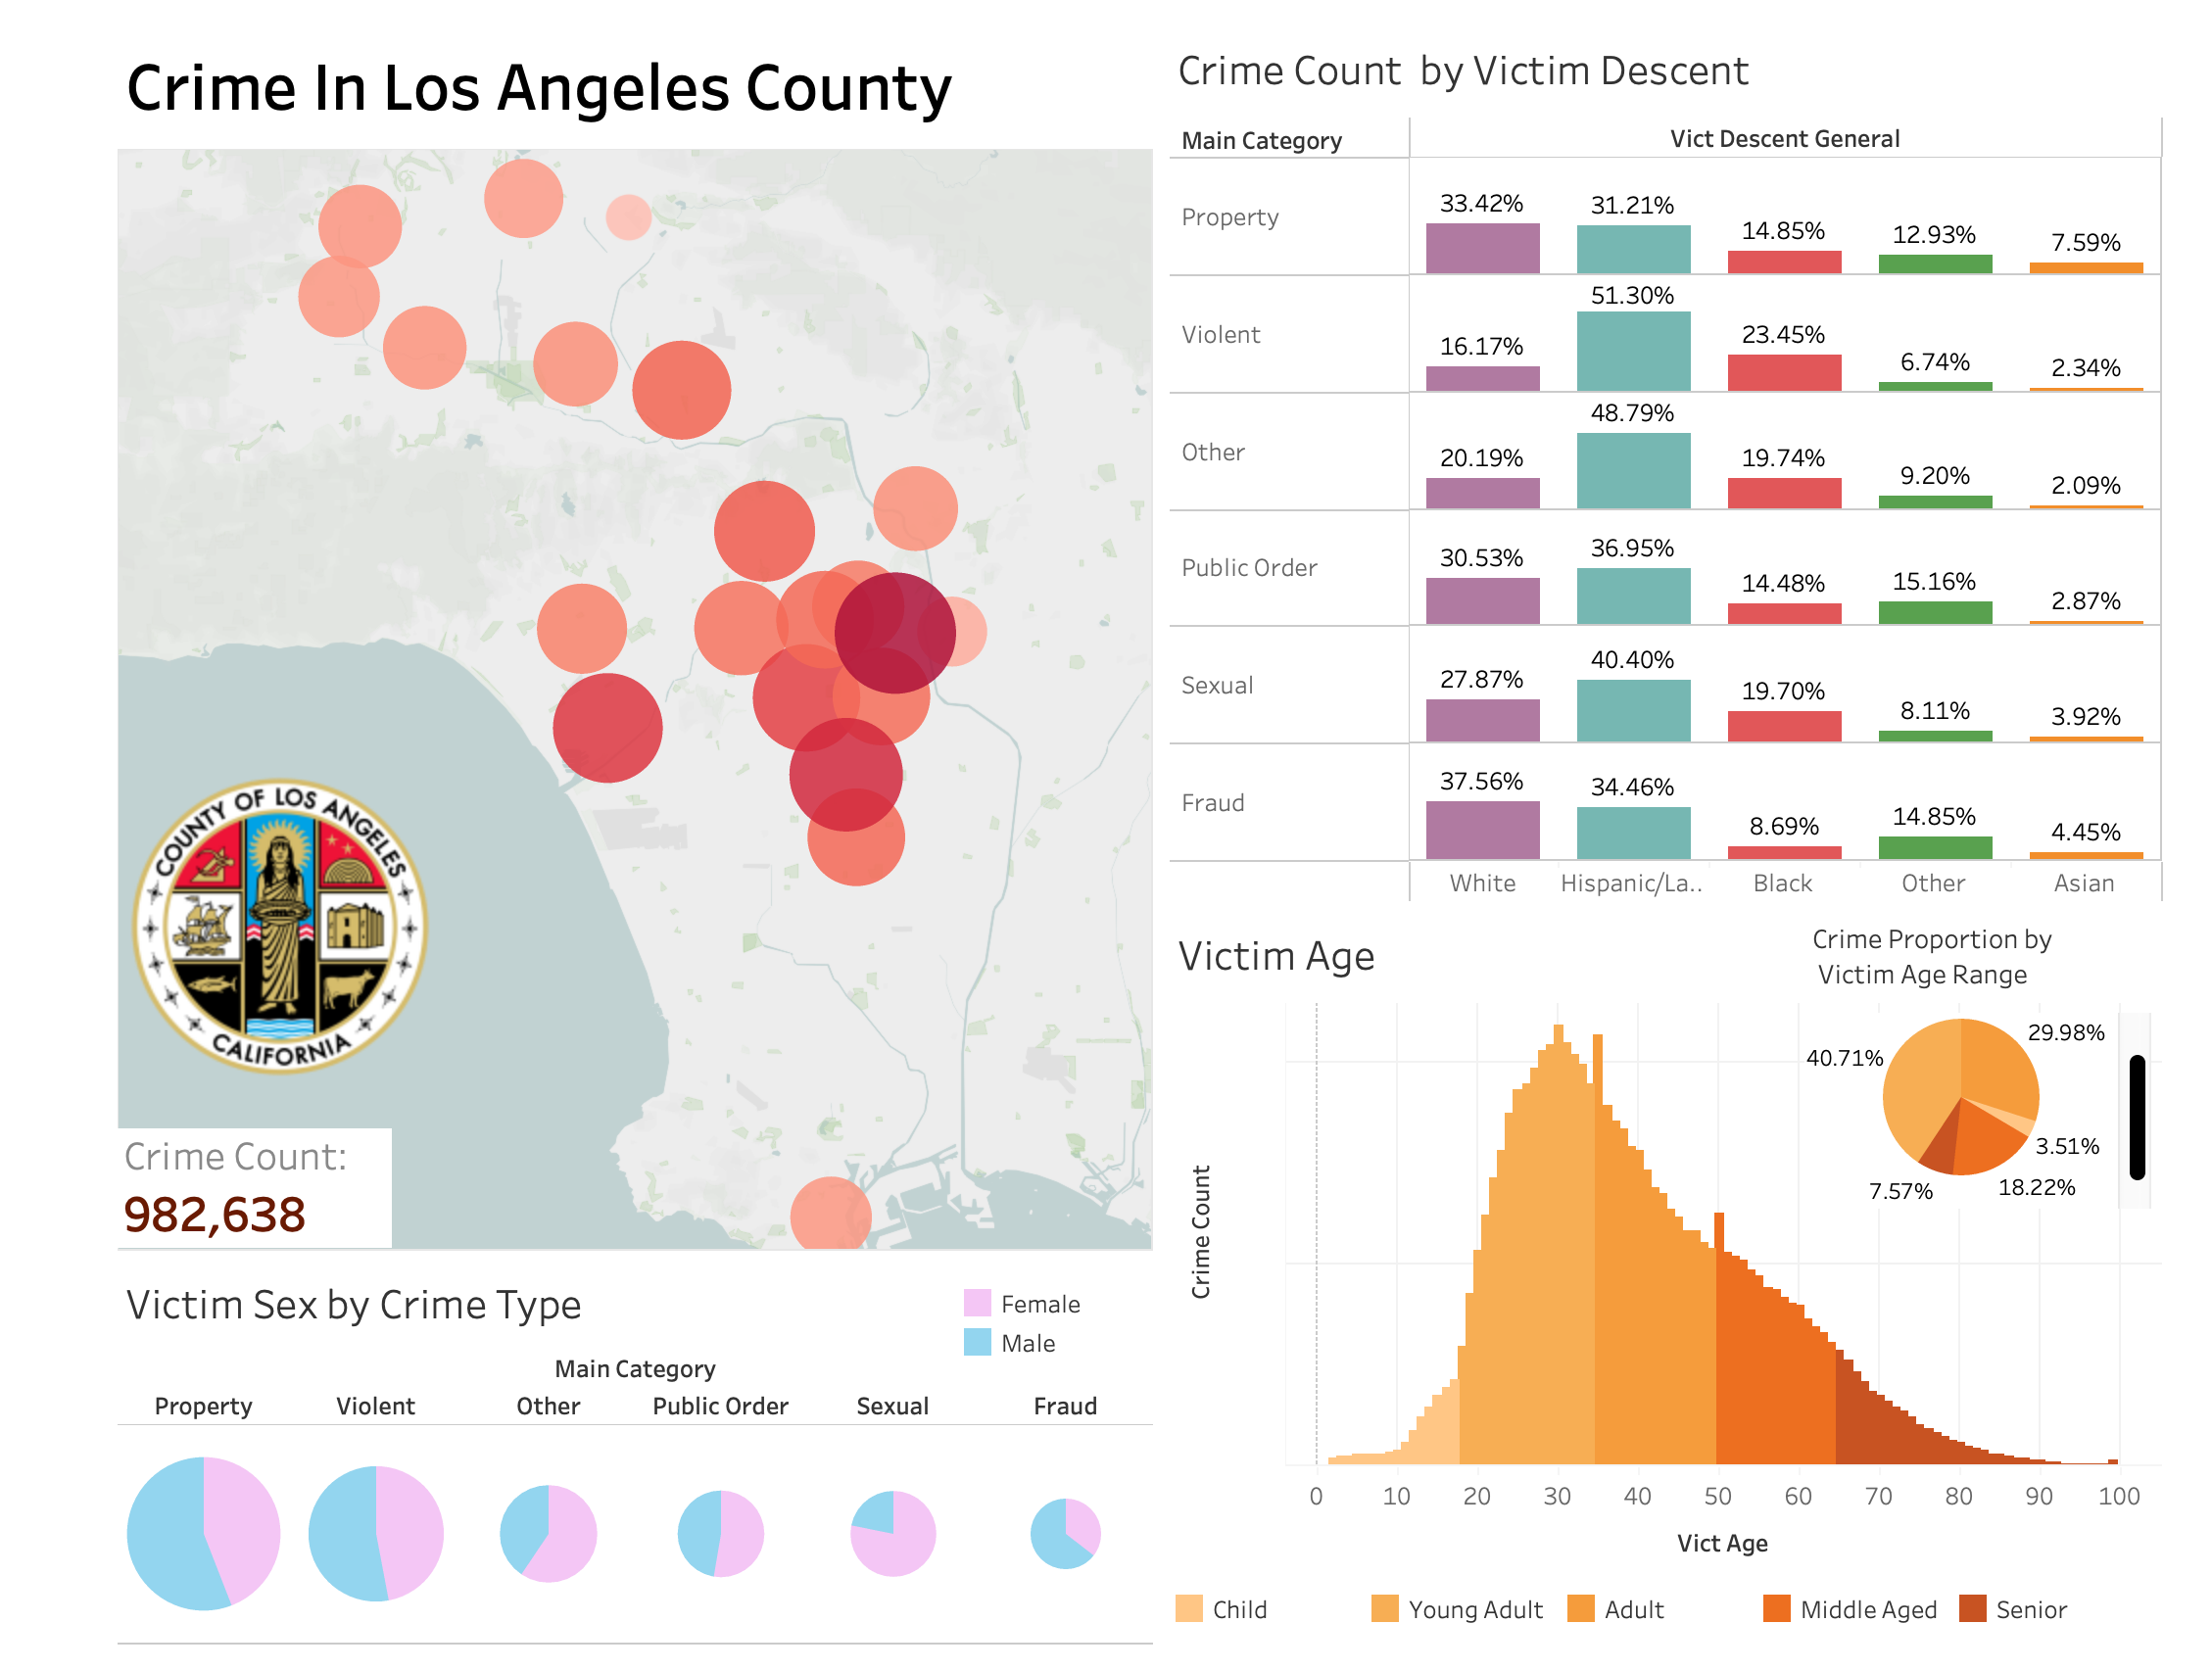 Crime In Los Angeles County
COUNTY OF LOS ANGELES
CALIFORNIA
Crime Count:
982,638
Victim Sex by Crime Type
Female
Male
Main Category
Property Violent Other Public Order Sexual Fraud
Crime Count by Victim Descent
Main Category Vict Descent General
Property 33.42% 31.21% 14.85% 12.93% 7.59%
Violent 16.17% 51.30% 23.45% 6.74% 2.34%
Other 20.19% 48.79% 19.74% 9.20% 2.09%
Public Order 30.53% 36.95% 14.48% 15.16% 2.87%
Sexual 27.87% 40.40% 19.70% 8.11% 3.92%
Fraud 37.56% 34.46% 8.69% 14.85% 4.45%
White Hispanic/La.. Black Other Asian
Victim Age
Crime Proportion by
Victim Age Range
29.98%
40.71%
3.51%
7.57%
18.22%
Crime Count
0 10 20 30 40 50 60 70 80 90 100
Vict Age
Child Young Adult Adult Middle Aged Senior